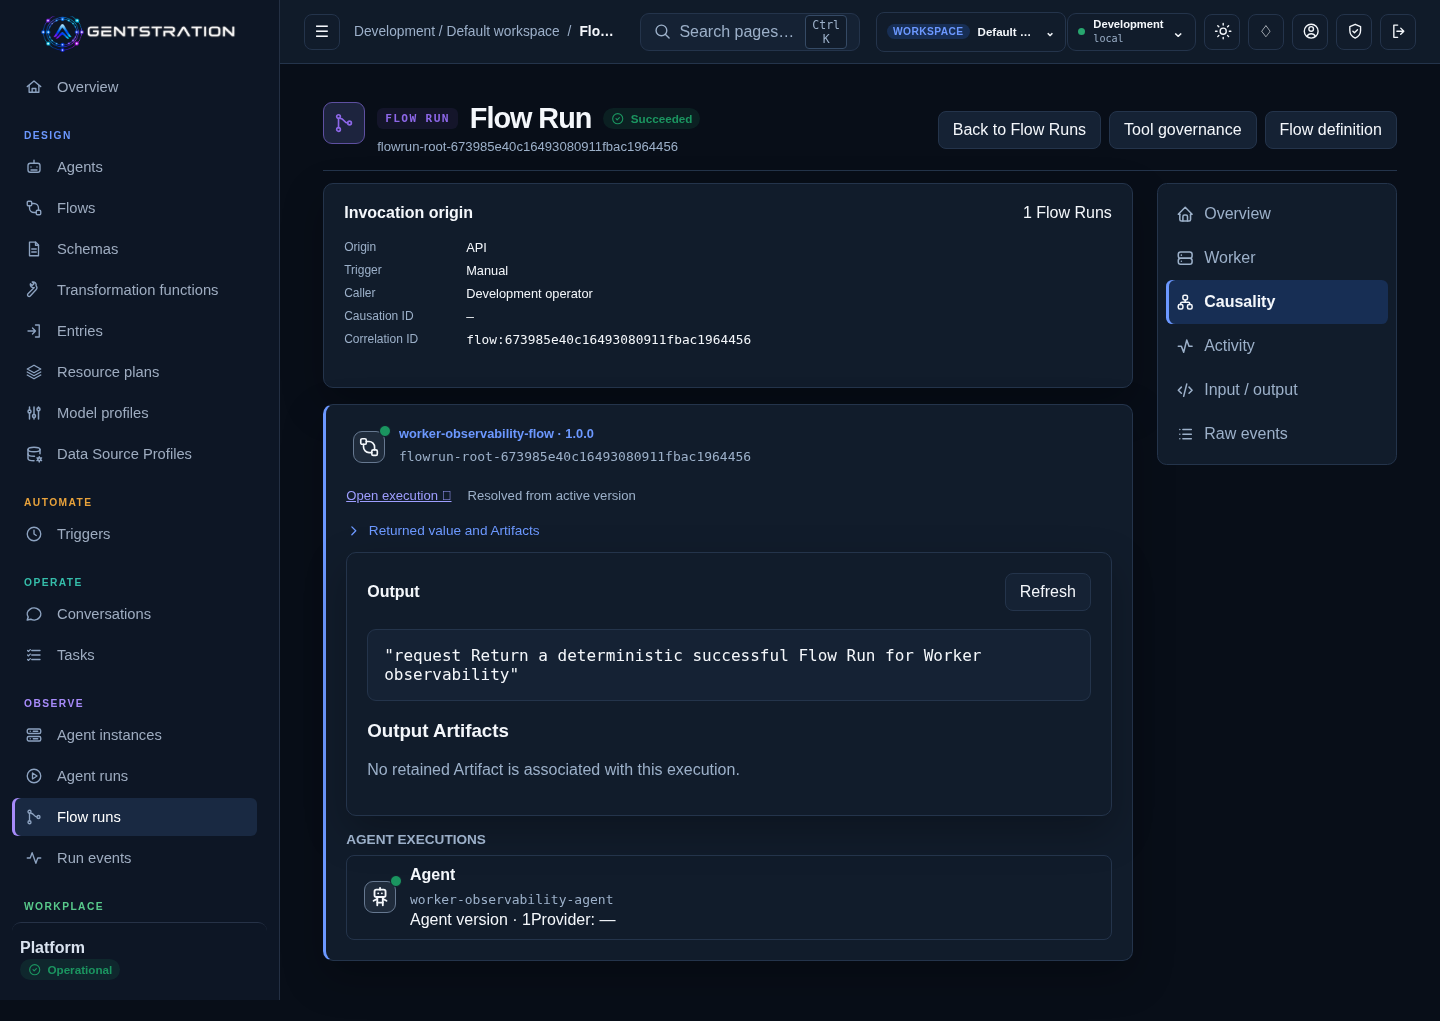 GENTSTRATION
☰
Development / Default workspace / Flo…
Search pages…
Ctrl
K
WORKSPACE Default …
Development
local
Overview
DESIGN
Agents
Flows
Schemas
Transformation functions
Entries
Resource plans
Model profiles
Data Source Profiles
AUTOMATE
Triggers
OPERATE
Conversations
Tasks
OBSERVE
Agent instances
Agent runs
Flow runs
Run events
WORKPLACE
Platform
Operational
FLOW RUN
Flow Run
Succeeded
flowrun-root-673985e40c16493080911fbac1964456
Back to Flow Runs
Tool governance
Flow definition
Invocation origin
1 Flow Runs
Origin API
Trigger Manual
Caller Development operator
Causation ID —
Correlation ID flow:673985e40c16493080911fbac1964456
worker-observability-flow · 1.0.0
flowrun-root-673985e40c16493080911fbac1964456
Open execution Resolved from active version
Returned value and Artifacts
Output
Refresh
"request Return a deterministic successful Flow Run for Worker
observability"
Output Artifacts
No retained Artifact is associated with this execution.
AGENT EXECUTIONS
Agent
worker-observability-agent
Agent version · 1Provider: —
Overview
Worker
Causality
Activity
Input / output
Raw events